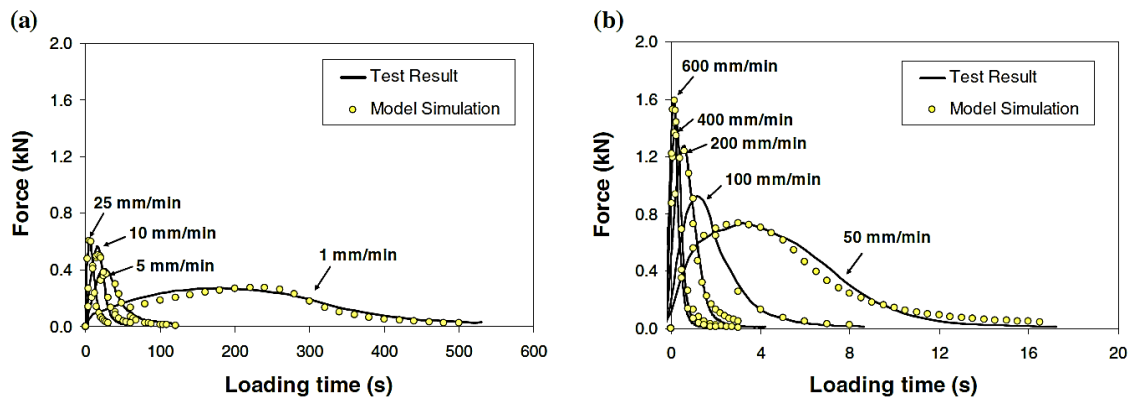 (a)
2.0
1.6
1.2
0.8
0.4
0.0
Force (kN)
Test Result
Model Simulation
25 mm/min
10 mm/min
5 mm/min
1 mm/min
0
100
200
300
400
500
600
Loading time (s)
(b)
2.0
1.6
1.2
0.8
0.4
0.0
Force (kN)
Test Result
Model Simulation
600 mm/min
400 mm/min
200 mm/min
100 mm/min
50 mm/min
0
4
8
12
16
20
Loading time (s)